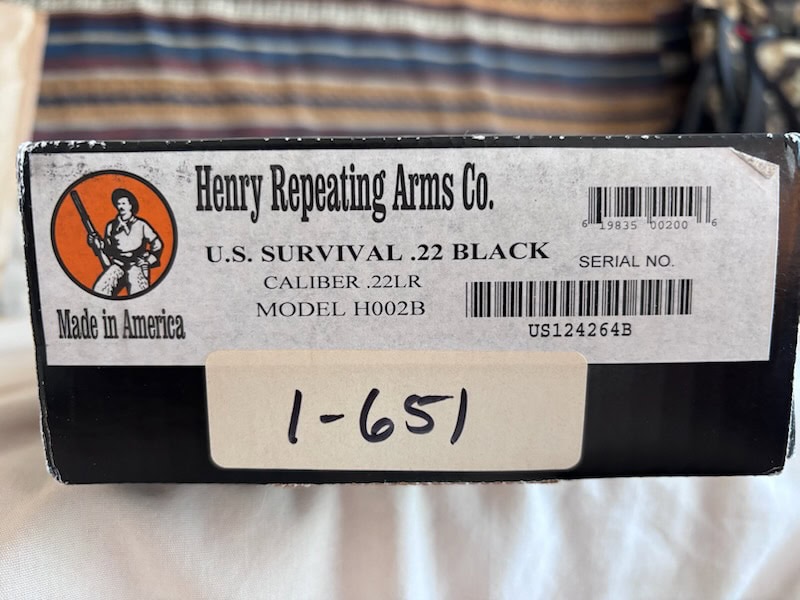 Henry Repeating Arms Co.
U.S. SURVIVAL .22 BLACK
CALIBER .22LR
MODEL H002B
Made in America
6 19835 00200 6
SERIAL NO.
US124264B
1-651